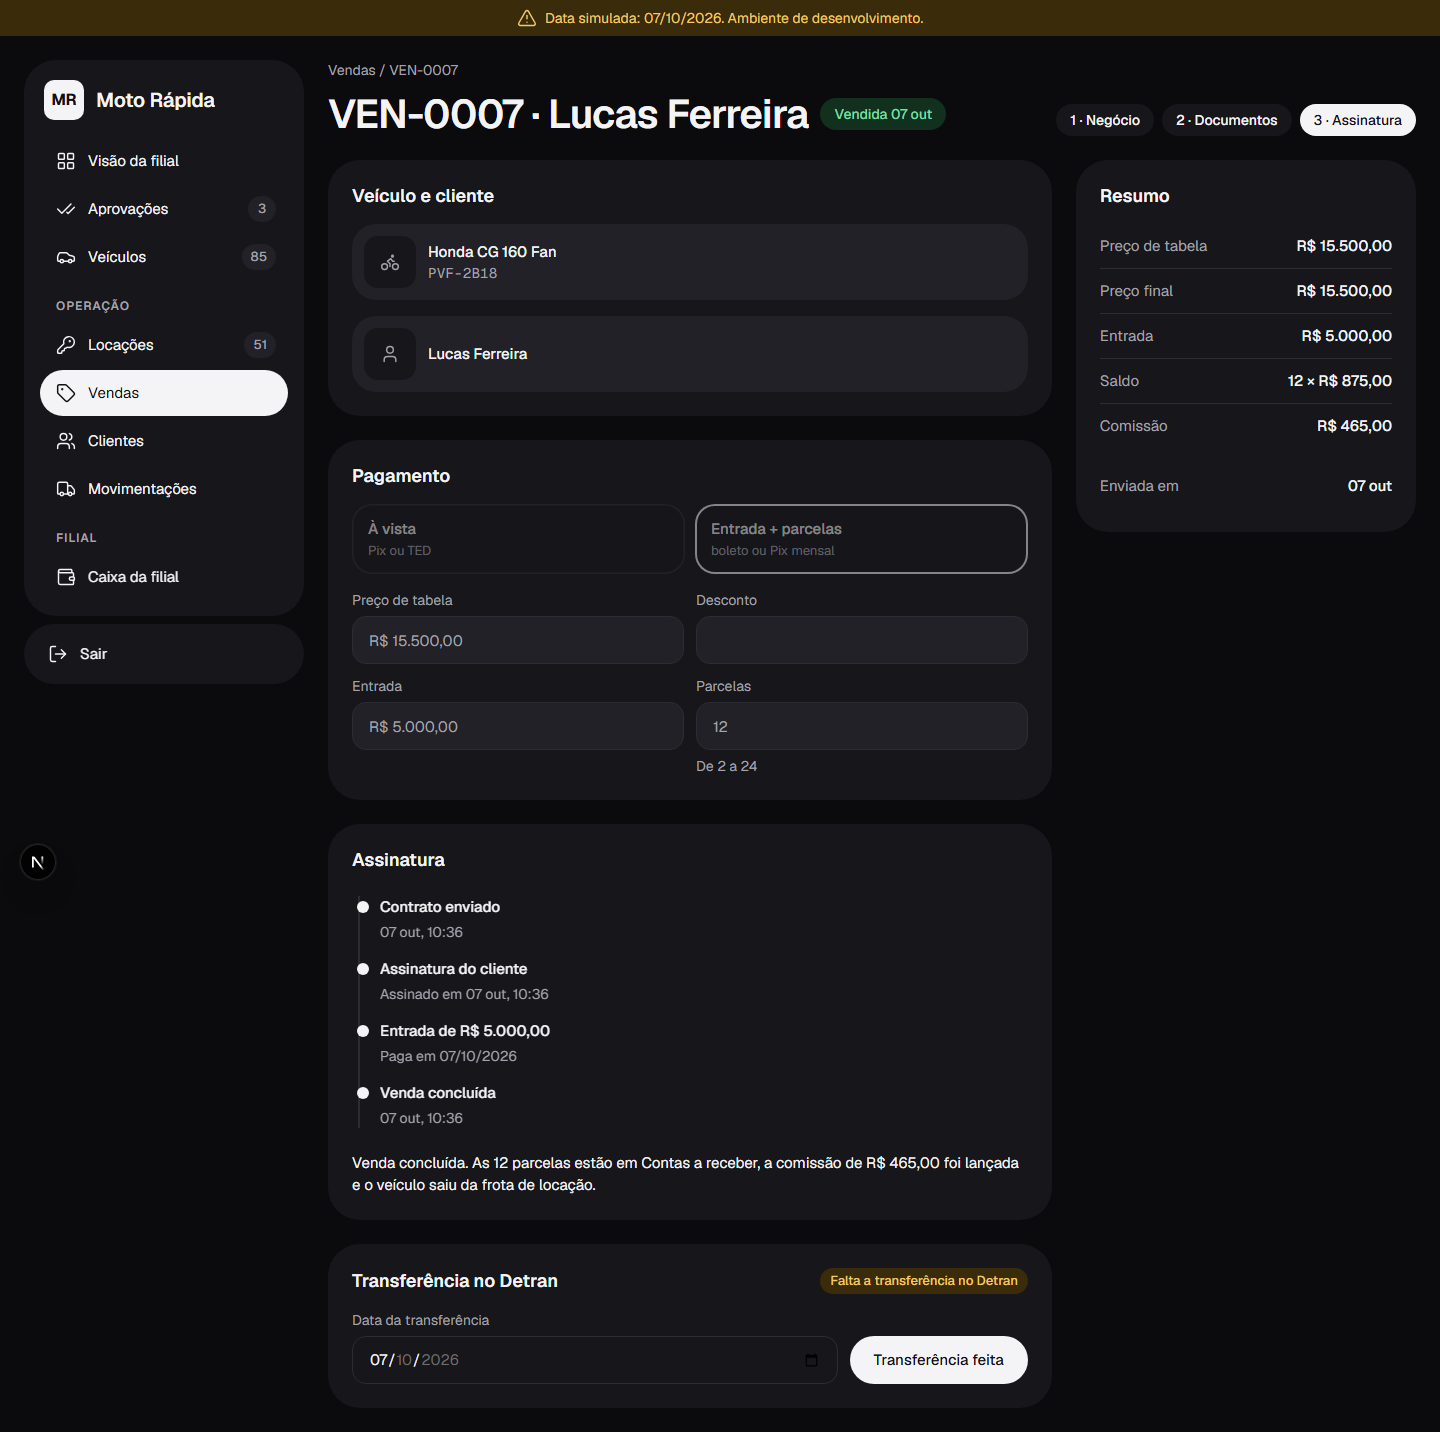 Data simulada: 07/10/2026. Ambiente de desenvolvimento.
MR Moto Rápida
Visão da filial
Aprovações 3
Veículos 85
OPERAÇÃO
Locações 51
Vendas
Clientes
Movimentações
FILIAL
Caixa da filial
Sair
N
Vendas / VEN-0007
VEN-0007 · Lucas Ferreira Vendida 07 out
1 · Negócio 2 · Documentos 3 · Assinatura
Veículo e cliente
Honda CG 160 Fan
PVF-2B18
Lucas Ferreira
Pagamento
À vista
Pix ou TED
Entrada + parcelas
boleto ou Pix mensal
Preço de tabela
R$ 15.500,00
Desconto
Entrada
R$ 5.000,00
Parcelas
12
De 2 a 24
Assinatura
Contrato enviado
07 out, 10:36
Assinatura do cliente
Assinado em 07 out, 10:36
Entrada de R$ 5.000,00
Paga em 07/10/2026
Venda concluída
07 out, 10:36
Venda concluída. As 12 parcelas estão em Contas a receber, a comissão de R$ 465,00 foi lançada
e o veículo saiu da frota de locação.
Transferência no Detran Falta a transferência no Detran
Data da transferência
07/10/2026
Transferência feita
Resumo
Preço de tabela R$ 15.500,00
Preço final R$ 15.500,00
Entrada R$ 5.000,00
Saldo 12 × R$ 875,00
Comissão R$ 465,00
Enviada em 07 out